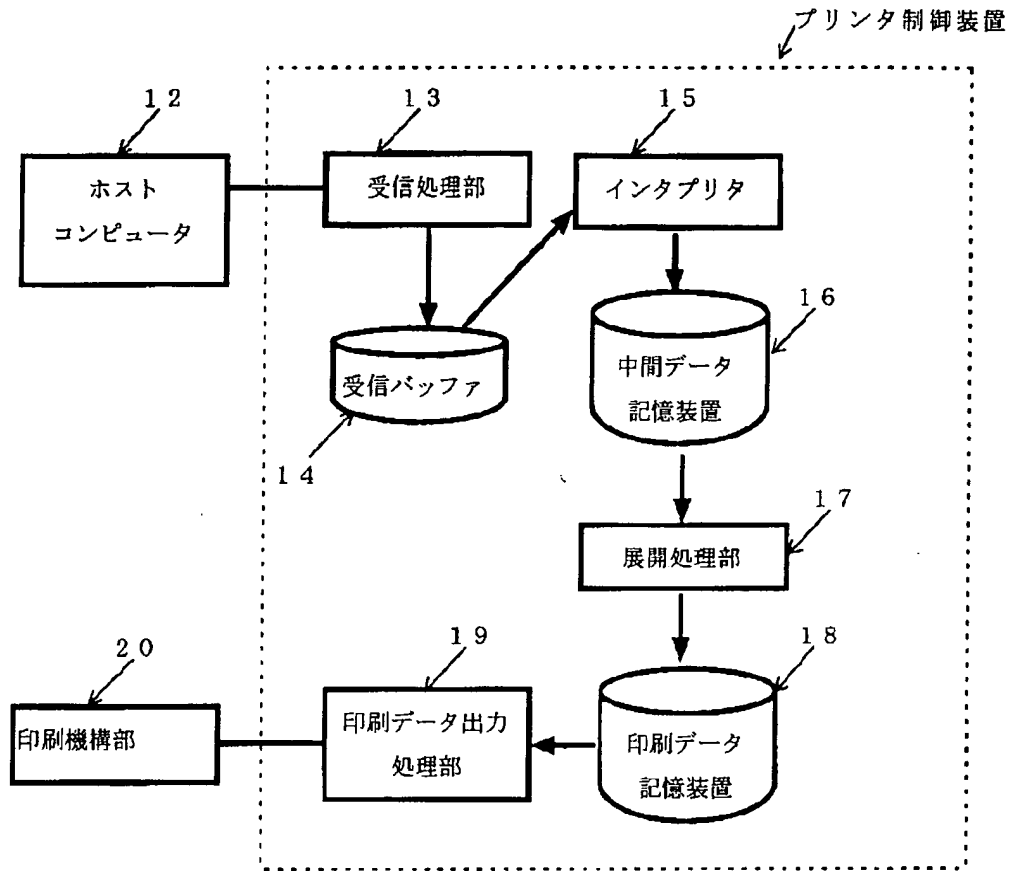 プリンタ制御装置
１２
１３
１５
ホスト
コンピュータ
受信処理部
インタプリタ
１６
受信バッファ
中間データ
記憶装置
１４
１７
展開処理部
２０
１９
１８
印刷機構部
印刷データ出力
処理部
印刷データ
記憶装置